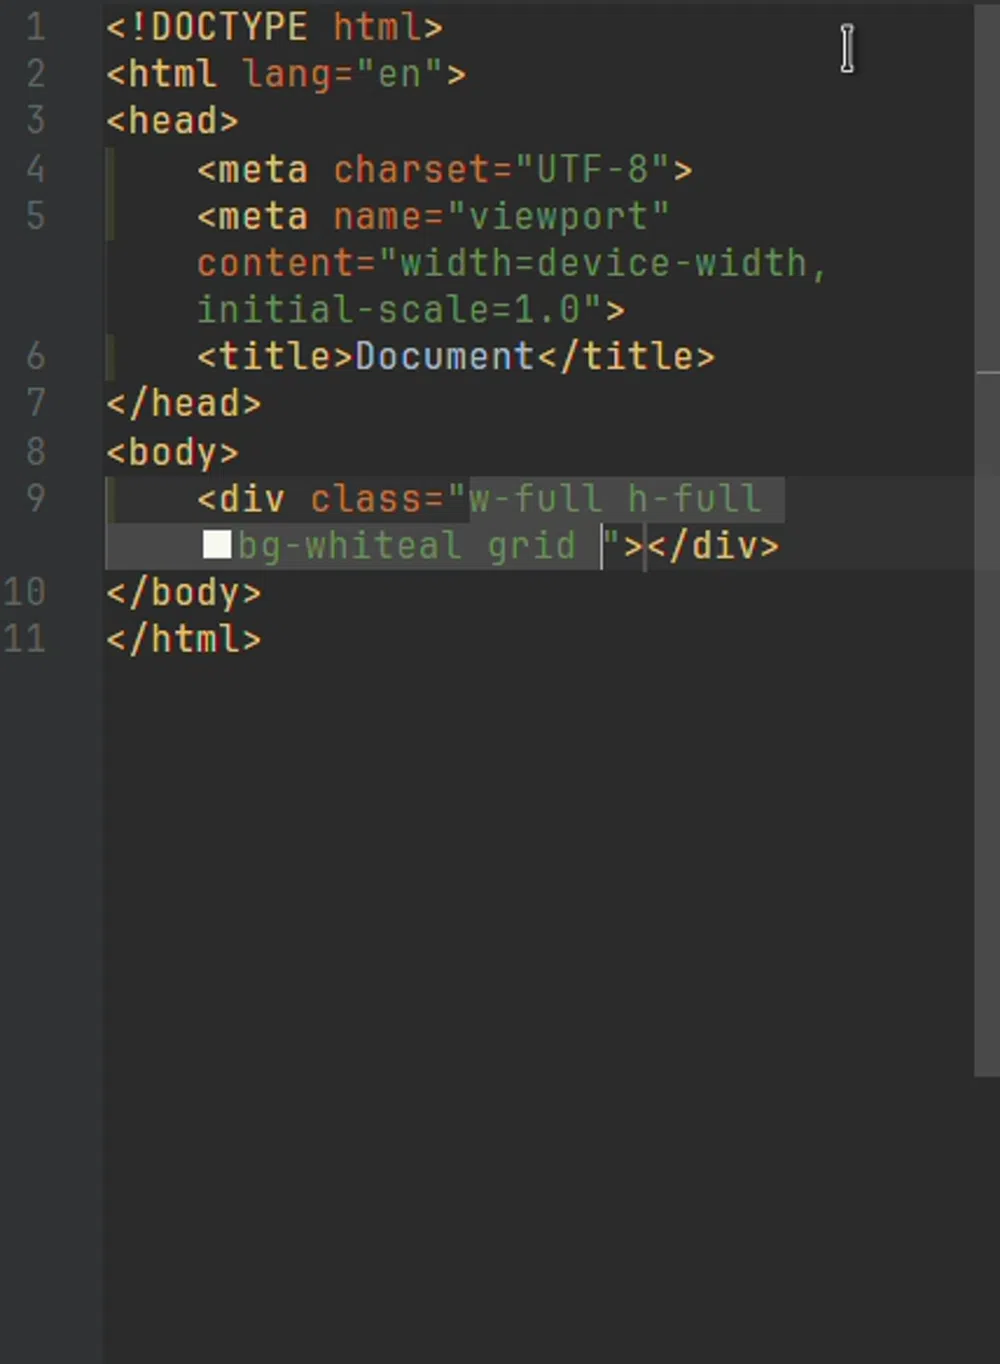 1 <!DOCTYPE html>
2 <html lang="en">
3 <head>
4     <meta charset="UTF-8">
5     <meta name="viewport"
    content="width=device-width,
    initial-scale=1.0">
6     <title>Document</title>
7 </head>
8 <body>
9     <div class="w-full h-full
    bg-whiteal grid "></div>
10 </body>
11 </html>